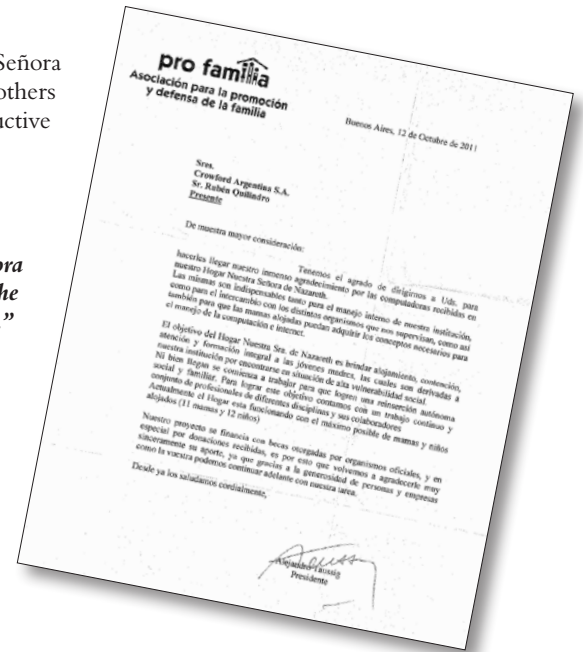 Señora
others
uctive
ora
he
”
pro familia
Asociación para la promoción
y defensa de la familia
Buenos Aires, 12 de Octubre de 2011
Sres.
Crowford Argentina S.A.
Sr. Rubén Quilindro
Presente
De nuestra mayor consideración:
Tenemos el agrado de dirigirnos a Uds. para
hacerles llegar nuestro inmenso agradecimiento por las computadoras recibidas en
nuestro Hogar Nuestra Señora de Nazareth.
Las mismas son indispensables tanto para el manejo interno de nuestra institución,
como para el intercambio con los distintos organismos que nos supervisan, como así
también para que las mamas alojadas puedan adquirir los conceptos necesarios para
el manejo de la computación e internet.
El objetivo del Hogar Nuestra Sra. de Nazareth es brindar alojamiento, contención,
atención y formación integral a las jóvenes madres, las cuales son derivadas a
nuestra institución por encontrarse en situación de alta vulnerabilidad social.
Ni bien llegan se comienza a trabajar para que logren una reinserción autónoma
social y familiar. Para lograr este objetivo contamos con un trabajo continuo y
conjunto de profesionales de diferentes disciplinas y sus colaboradores
Actualmente el Hogar esta funcionando con el máximo posible de mamas y niños
alojados (11 mamas y 12 niños)
Nuestro proyecto se financia con becas otorgadas por organismos oficiales, y en
especial por donaciones recibidas, es por esto que volvemos a agradecerle muy
sinceramente su aporte, ya que gracias a la generosidad de personas y empresas
como la vuestra podemos continuar adelante con nuestra tarea.
Desde ya los saludamos cordialmente,
Alejandro Taussig
Presidente